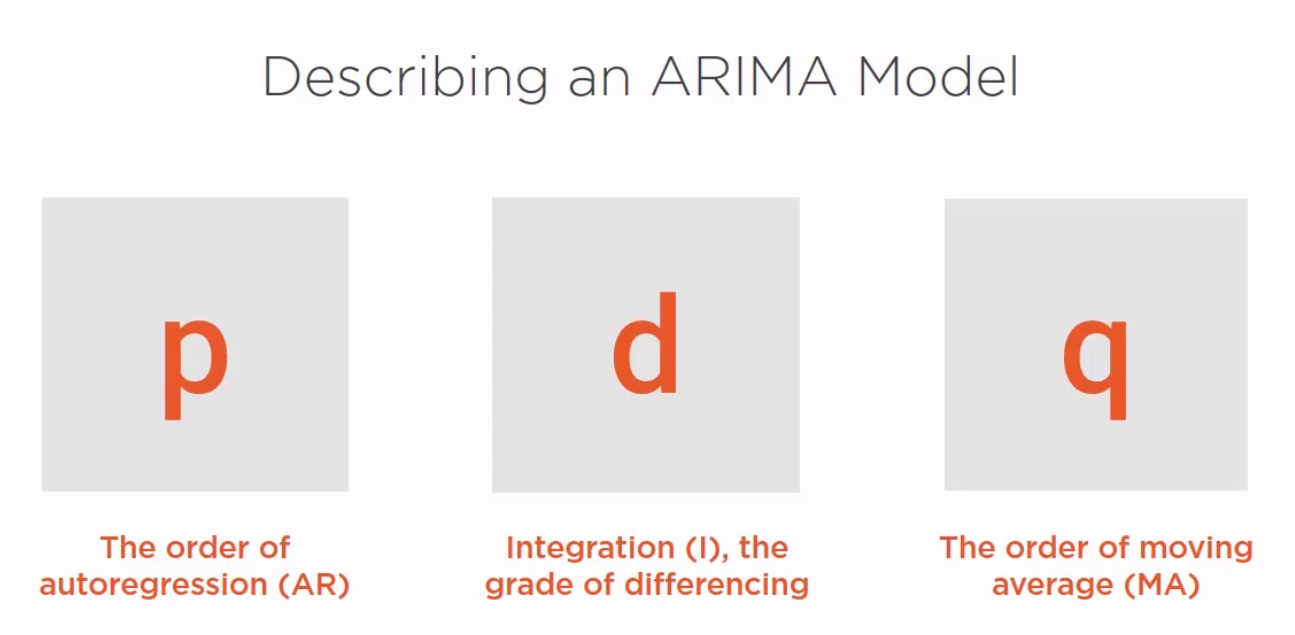 Describing an ARIMA Model
p
d
q
The order of
autoregression (AR)
Integration (I), the
grade of differencing
The order of moving
average (MA)